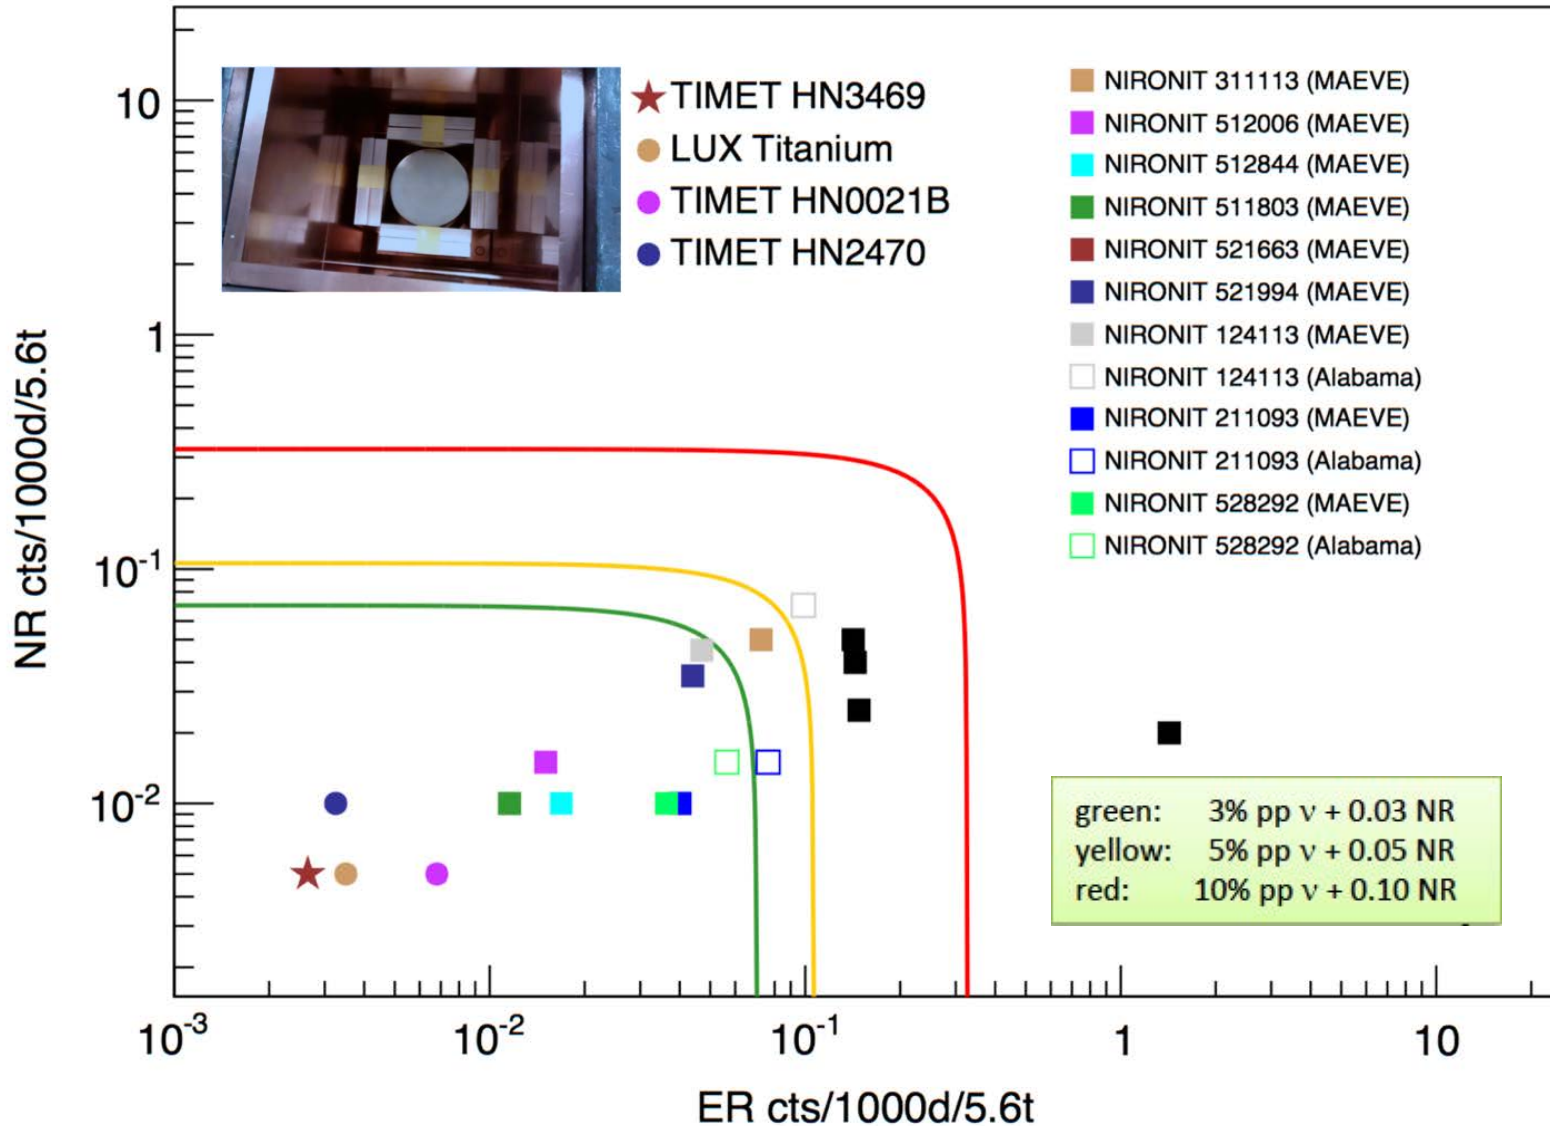 TIMET HN3469
LUX Titanium
TIMET HN0021B
TIMET HN2470
NIRONIT 311113 (MAEVE)
NIRONIT 512006 (MAEVE)
NIRONIT 512844 (MAEVE)
NIRONIT 511803 (MAEVE)
NIRONIT 521663 (MAEVE)
NIRONIT 521994 (MAEVE)
NIRONIT 124113 (MAEVE)
NIRONIT 124113 (Alabama)
NIRONIT 211093 (MAEVE)
NIRONIT 211093 (Alabama)
NIRONIT 528292 (MAEVE)
NIRONIT 528292 (Alabama)
NR cts/1000d/5.6t
10
1
10⁻¹
10⁻²
green: 3% pp ν + 0.03 NR
yellow: 5% pp ν + 0.05 NR
red: 10% pp ν + 0.10 NR
10⁻³
10⁻²
10⁻¹
1
10
ER cts/1000d/5.6t